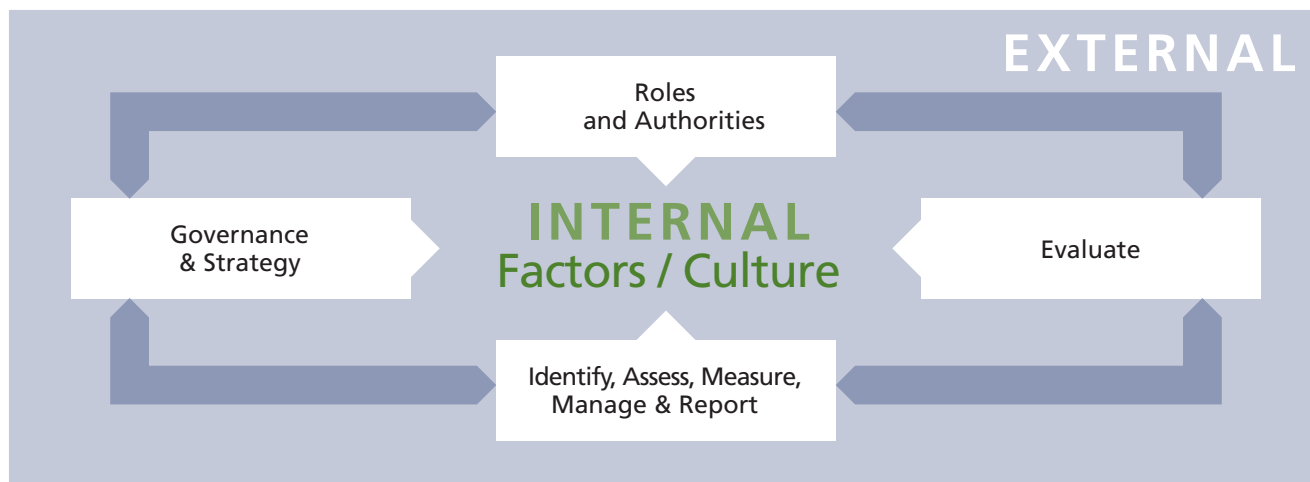 EXTERNAL
Roles
and Authorities
Governance
& Strategy
INTERNAL
Factors / Culture
Evaluate
Identify, Assess, Measure,
Manage & Report